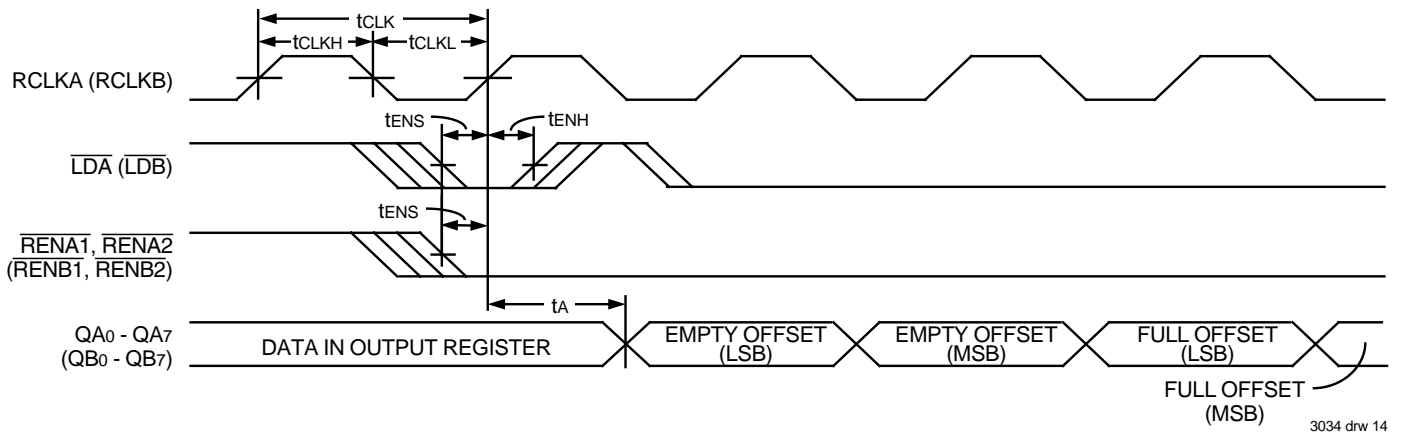 tCLK
tCLKH
tCLKL
RCLKA (RCLKB)
tENS
tENH
LDA (LDB)
tENS
RENA1, RENA2
(RENB1, RENB2)
tA
QA0 - QA7
(QB0 - QB7)
DATA IN OUTPUT REGISTER
EMPTY OFFSET
(LSB)
EMPTY OFFSET
(MSB)
FULL OFFSET
(LSB)
FULL OFFSET
(MSB)
3034 drw 14